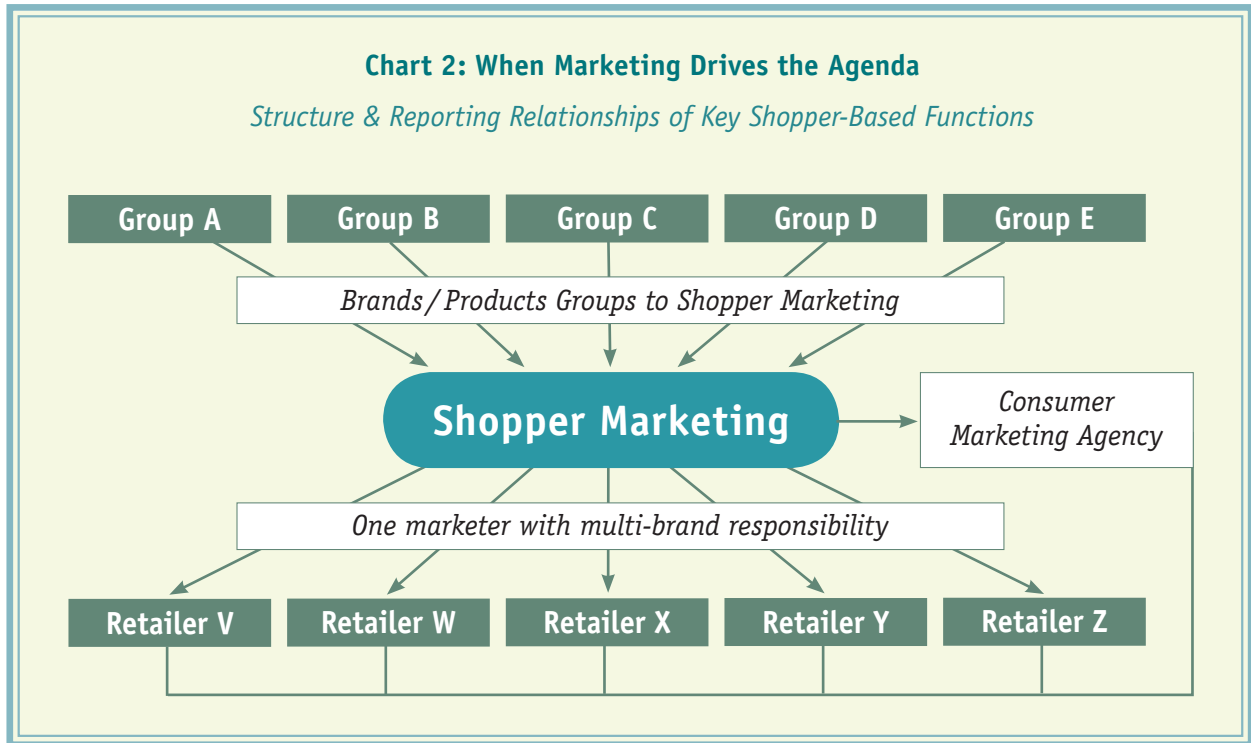 Chart 2: When Marketing Drives the Agenda
Structure & Reporting Relationships of Key Shopper-Based Functions
Group A
Group B
Group C
Group D
Group E
Brands/Products Groups to Shopper Marketing
Shopper Marketing
Consumer
Marketing Agency
One marketer with multi-brand responsibility
Retailer V
Retailer W
Retailer X
Retailer Y
Retailer Z